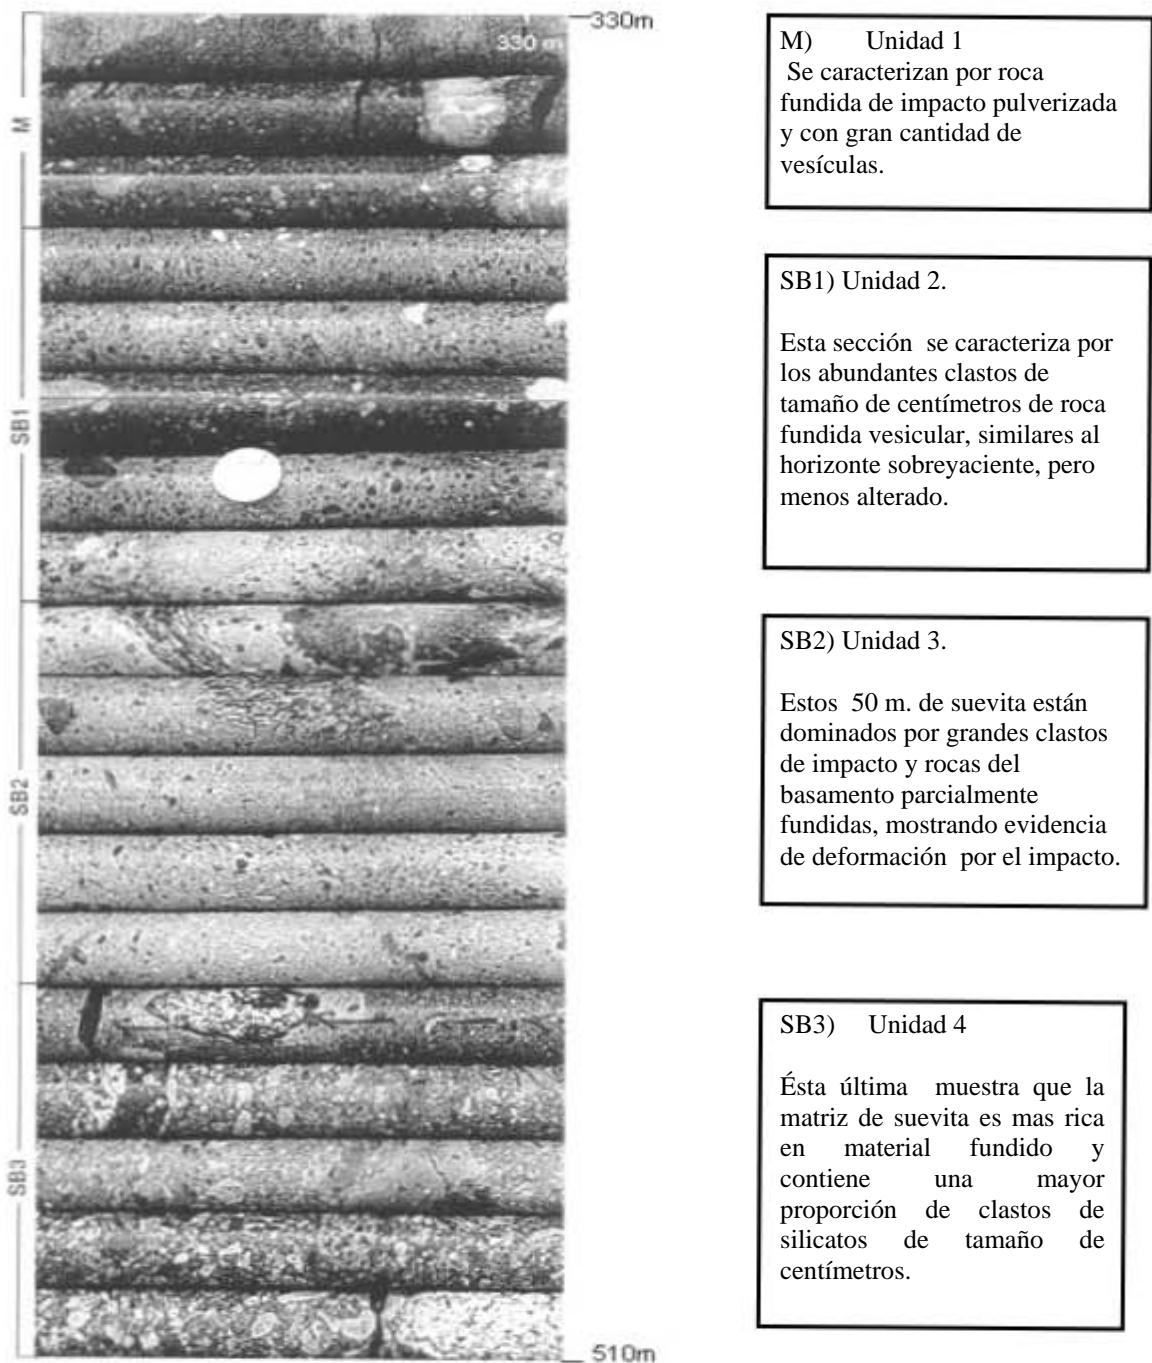 330m
330 m
M
SB1
SB2
SB3
510m
M) Unidad 1
Se caracterizan por roca
fundida de impacto pulverizada
y con gran cantidad de
vesículas.
SB1) Unidad 2.
Esta sección se caracteriza por
los abundantes clastos de
tamaño de centímetros de roca
fundida vesicular, similares al
horizonte sobreyaciente, pero
menos alterado.
SB2) Unidad 3.
Estos 50 m. de suevita están
dominados por grandes clastos
de impacto y rocas del
basamento parcialmente
fundidas, mostrando evidencia
de deformación por el impacto.
SB3) Unidad 4
Ésta última muestra que la
matriz de suevita es mas rica
en material fundido y
contiene una mayor
proporción de clastos de
silicatos de tamaño de
centímetros.